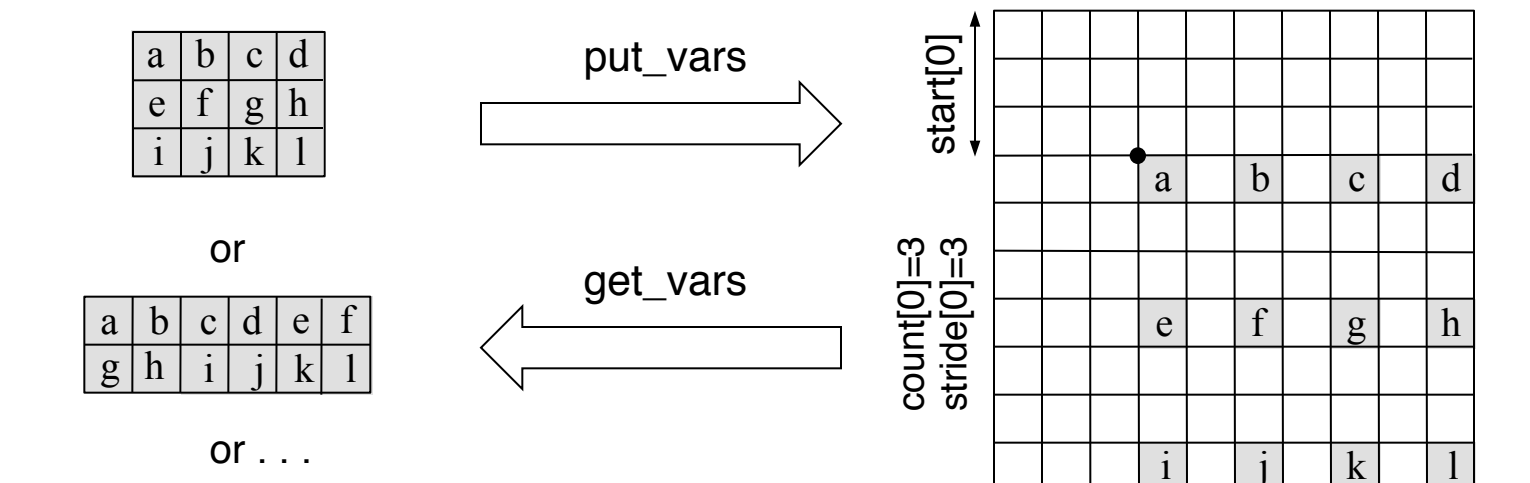 a b c d
e f g h
i j k l
or
a b c d e f
g h i j k l
or . . .
put_vars
get_vars
start[0]
count[0]=3
stride[0]=3
a b c d
e f g h
i j k l